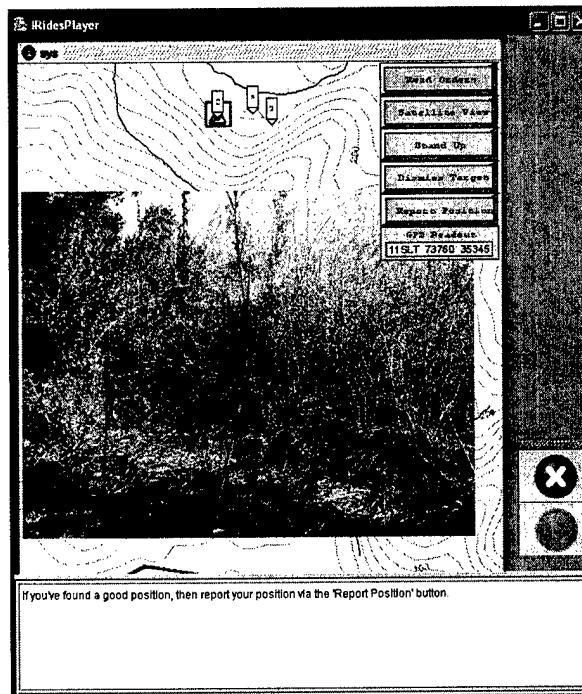 iRidesPlayer
sys
Read Orders
Satellite View
Stand Up
Dismiss Target
Report Position
GPS Readout
11SLT 73760 35345
If you've found a good position, then report your position via the 'Report Position' button.